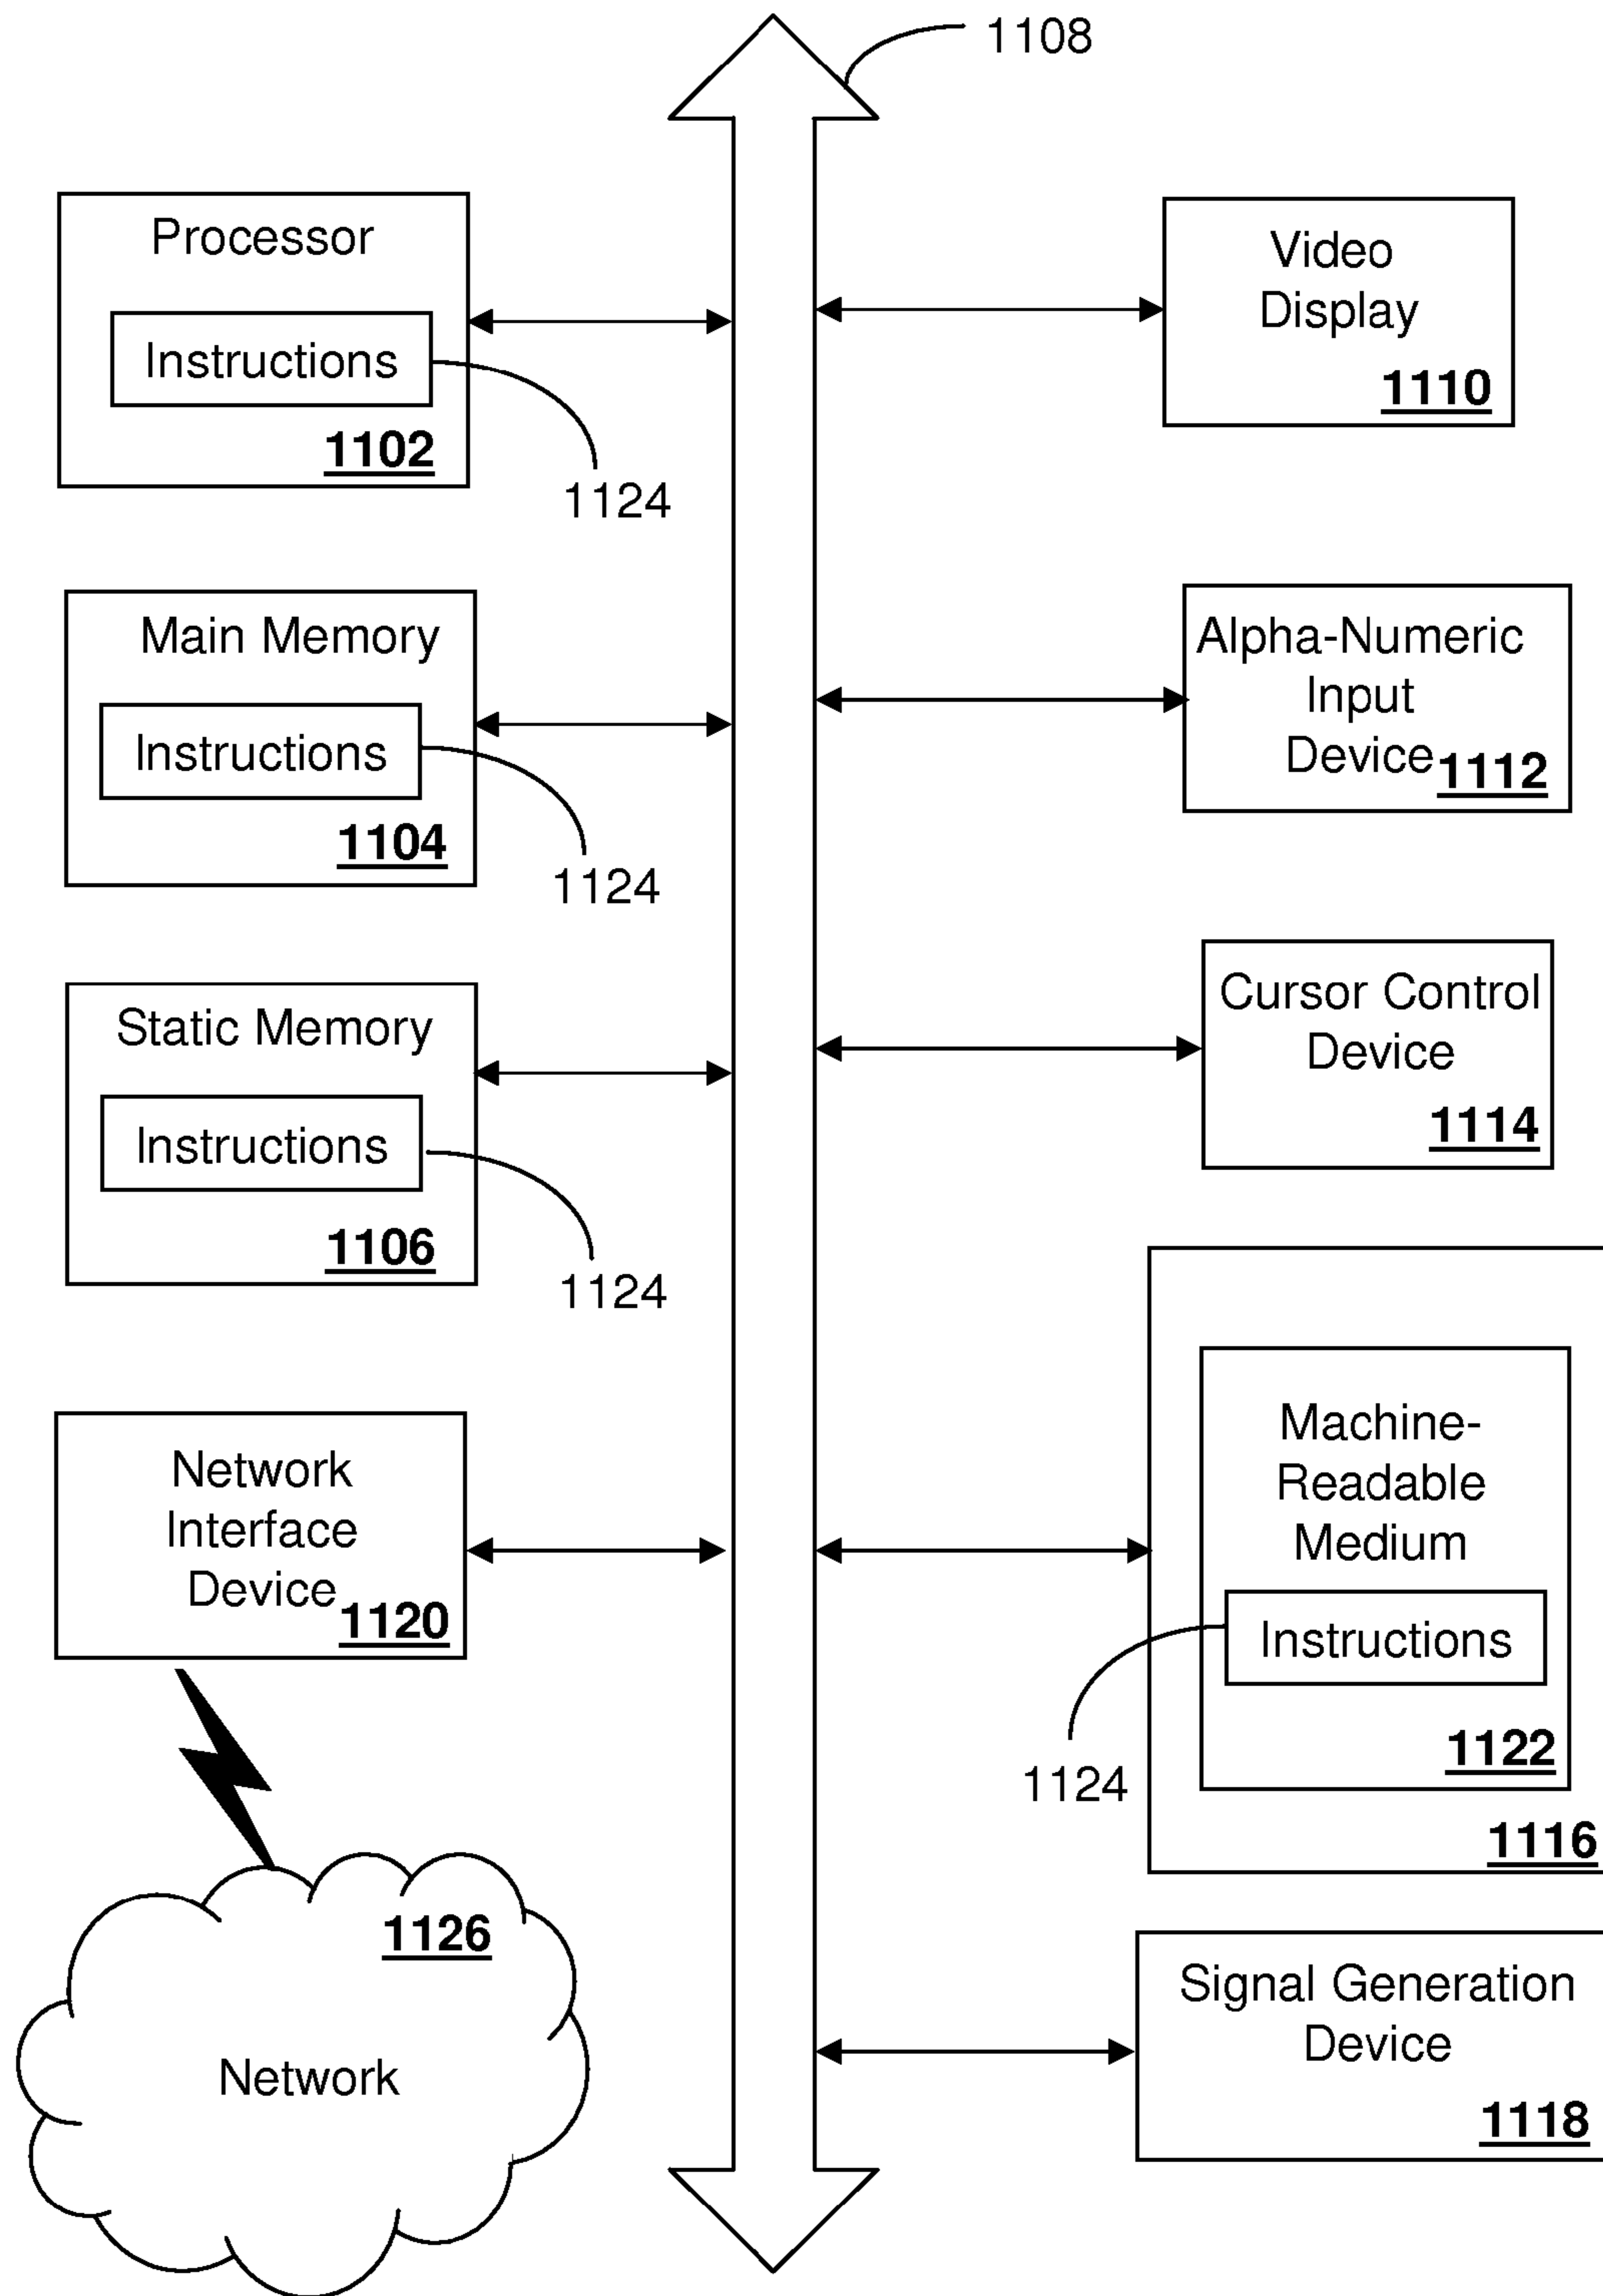 1108
Processor
Instructions
1102
1124
Main Memory
Instructions
1104
1124
Static Memory
Instructions
1106
1124
Network
Interface
Device
1120
1126
Network
Video
Display
1110
Alpha-Numeric
Input
Device
1112
Cursor Control
Device
1114
Machine-
Readable
Medium
Instructions
1122
1124
1116
Signal Generation
Device
1118